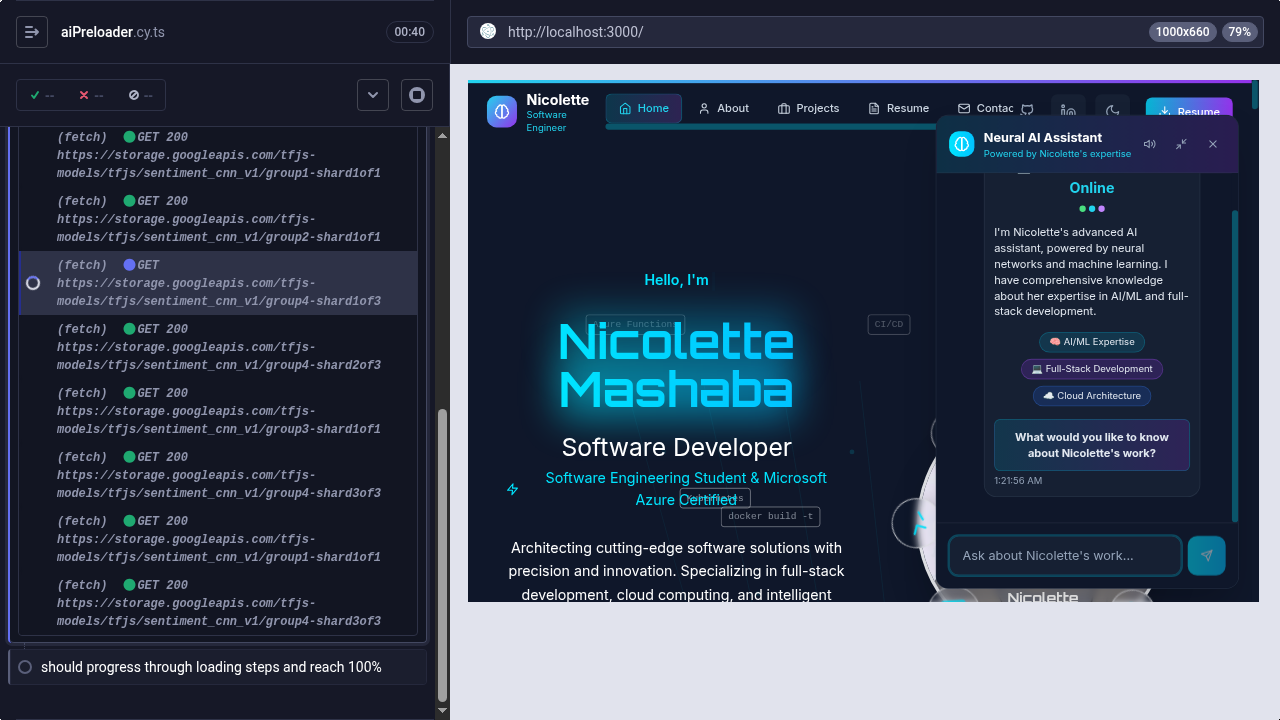 aiPreloader.cy.ts
00:40
--
--
--
(fetch) GET 200
https://storage.googleapis.com/tfjs-
models/tfjs/sentiment_cnn_v1/group1-shard1of1
(fetch) GET 200
https://storage.googleapis.com/tfjs-
models/tfjs/sentiment_cnn_v1/group2-shard1of1
(fetch) GET
https://storage.googleapis.com/tfjs-
models/tfjs/sentiment_cnn_v1/group4-shard1of3
(fetch) GET 200
https://storage.googleapis.com/tfjs-
models/tfjs/sentiment_cnn_v1/group4-shard2of3
(fetch) GET 200
https://storage.googleapis.com/tfjs-
models/tfjs/sentiment_cnn_v1/group3-shard1of1
(fetch) GET 200
https://storage.googleapis.com/tfjs-
models/tfjs/sentiment_cnn_v1/group4-shard3of3
(fetch) GET 200
https://storage.googleapis.com/tfjs-
models/tfjs/sentiment_cnn_v1/group1-shard1of1
(fetch) GET 200
https://storage.googleapis.com/tfjs-
models/tfjs/sentiment_cnn_v1/group4-shard3of3
should progress through loading steps and reach 100%
http://localhost:3000/
1000x660
79%
Nicolette
Software
Engineer
Home
About
Projects
Resume
Contac
Resume
Hello, I'm
Azure Function
CI/CD
Nicolette
Mashaba
Software Developer
Software Engineering Student & Microsoft
Azure Certified
Kubernetes
docker build -t
Architecting cutting-edge software solutions with
precision and innovation. Specializing in full-stack
development, cloud computing, and intelligent
Nicolette
Neural AI Assistant
Powered by Nicolette's expertise
Online
I'm Nicolette's advanced AI
assistant, powered by neural
networks and machine learning. I
have comprehensive knowledge
about her expertise in AI/ML and full-
stack development.
🧠 AI/ML Expertise
💻 Full-Stack Development
☁️ Cloud Architecture
What would you like to know
about Nicolette's work?
1:21:56 AM
Ask about Nicolette's work...